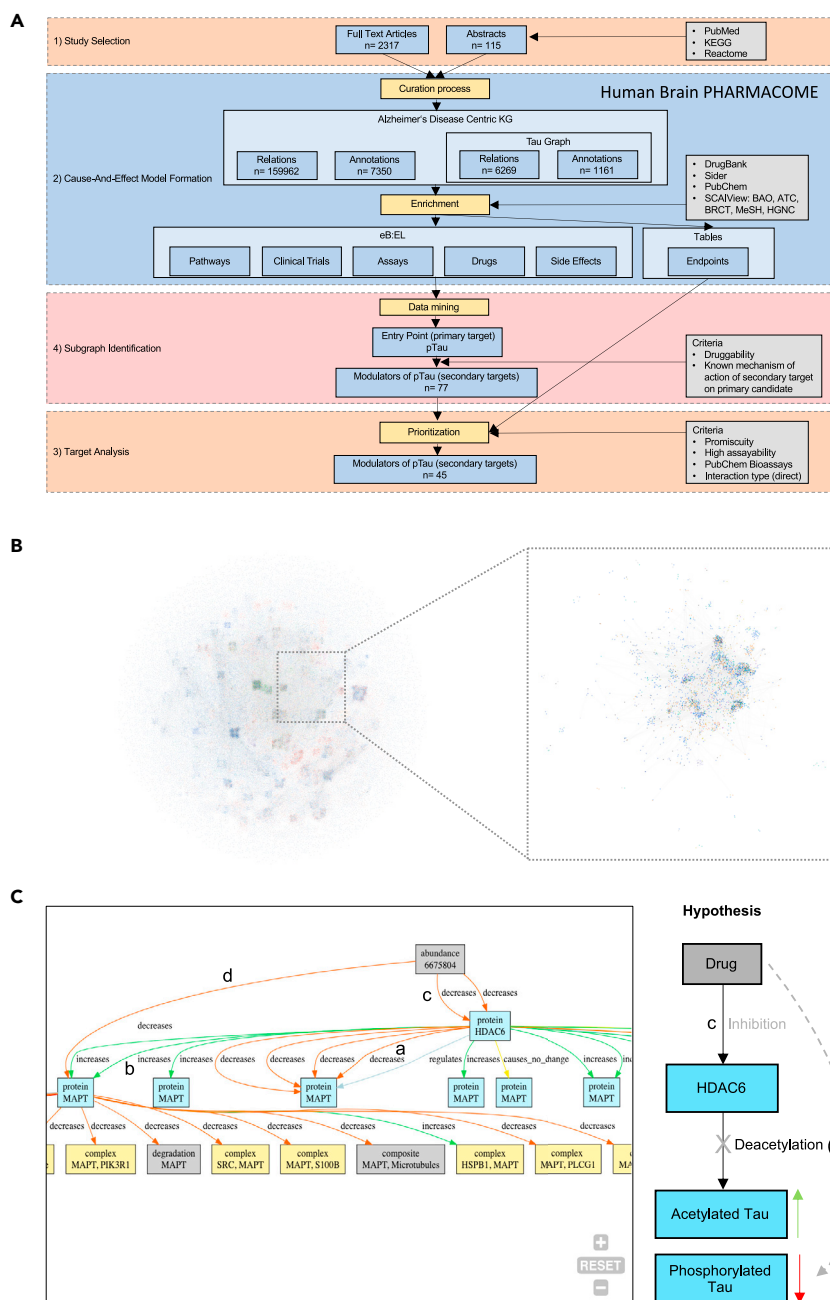 A
1) Study Selection
Full Text Articles
n= 2317
Abstracts
n= 115
• PubMed
• KEGG
• Reactome
Curation process
Human Brain PHARMACOME
Alzheimer's Disease Centric KG
Tau Graph
Relations
n= 159962
Annotations
n= 7350
Relations
n= 6269
Annotations
n=1161
2) Cause-And-Effect Model Formation
• DrugBank
• Sider
• PubChem
• SCAIView: BAO, ATC,
BRCT, MeSH, HGNC
Enrichment
eB:EL
Tables
Pathways
Clinical Trials
Assays
Drugs
Side Effects
Endpoints
Data mining
Entry Point (primary target)
pTau
4) Subgraph Identification
Criteria
• Druggability
• Known mechanism of
action of secondary target
on primary candidate
Modulators of pTau (secondary targets)
n= 77
Prioritization
3) Target Analysis
Criteria
• Promiscuity
• High assayability
• PubChem Bioassays
• Interaction type (direct)
Modulators of pTau (secondary targets)
n= 45
B
C
Hypothesis
abundance
6675804
d
c
decreases
decreases
decreases
protein
HDAC6
increases
b
increases
decreases
decreases
a
decreases
regulates
increases
causes_no_change
increases
protein
MAPT
protein
MAPT
protein
MAPT
protein
MAPT
protein
MAPT
protein
MAPT
decreases
decreases
decreases
decreases
decreases
increases
decreases
decreases
complex
MAPT, PIK3R1
degradation
MAPT
complex
SRC, MAPT
complex
MAPT, S100B
composite
MAPT, Microtubules
complex
HSPB1, MAPT
complex
MAPT, PLCG1
RESET
Drug
c
Inhibition
HDAC6
X
Deacetylation (
Acetylated Tau
Phosphorylated
Tau